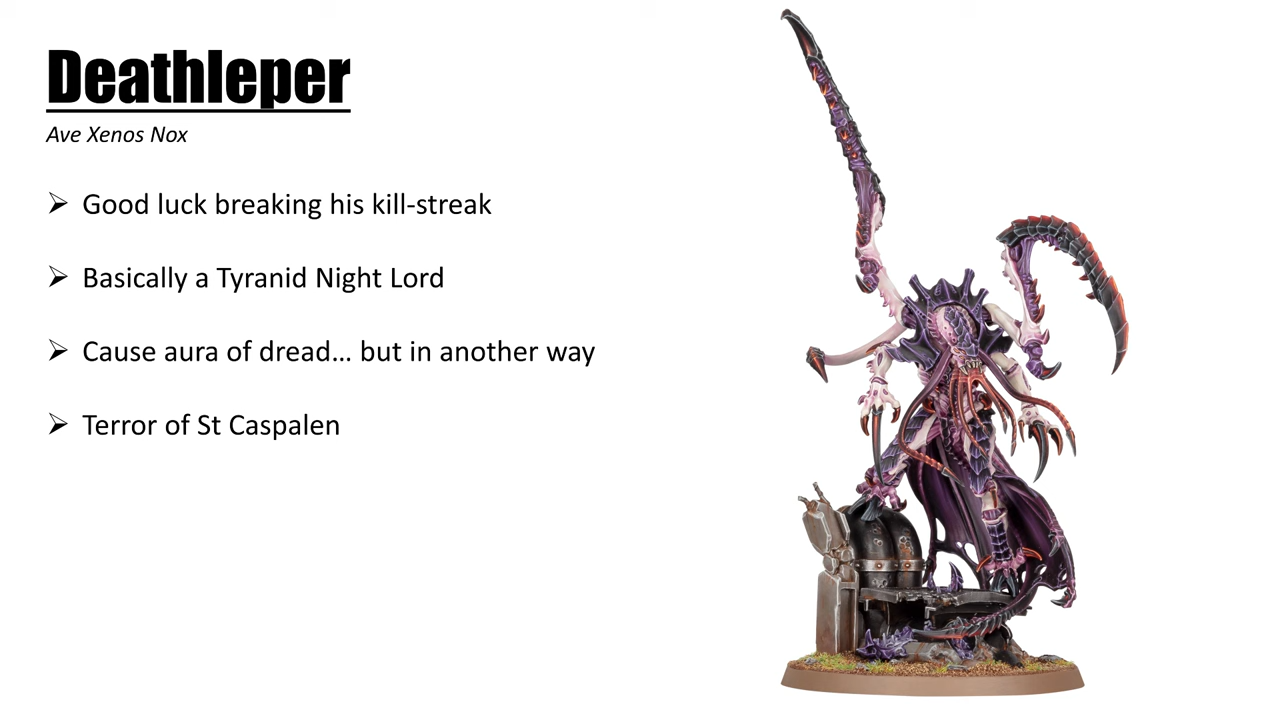 Deathleper
Ave Xenos Nox
Good luck breaking his kill-streak
Basically a Tyranid Night Lord
Cause aura of dread... but in another way
Terror of St Caspalen